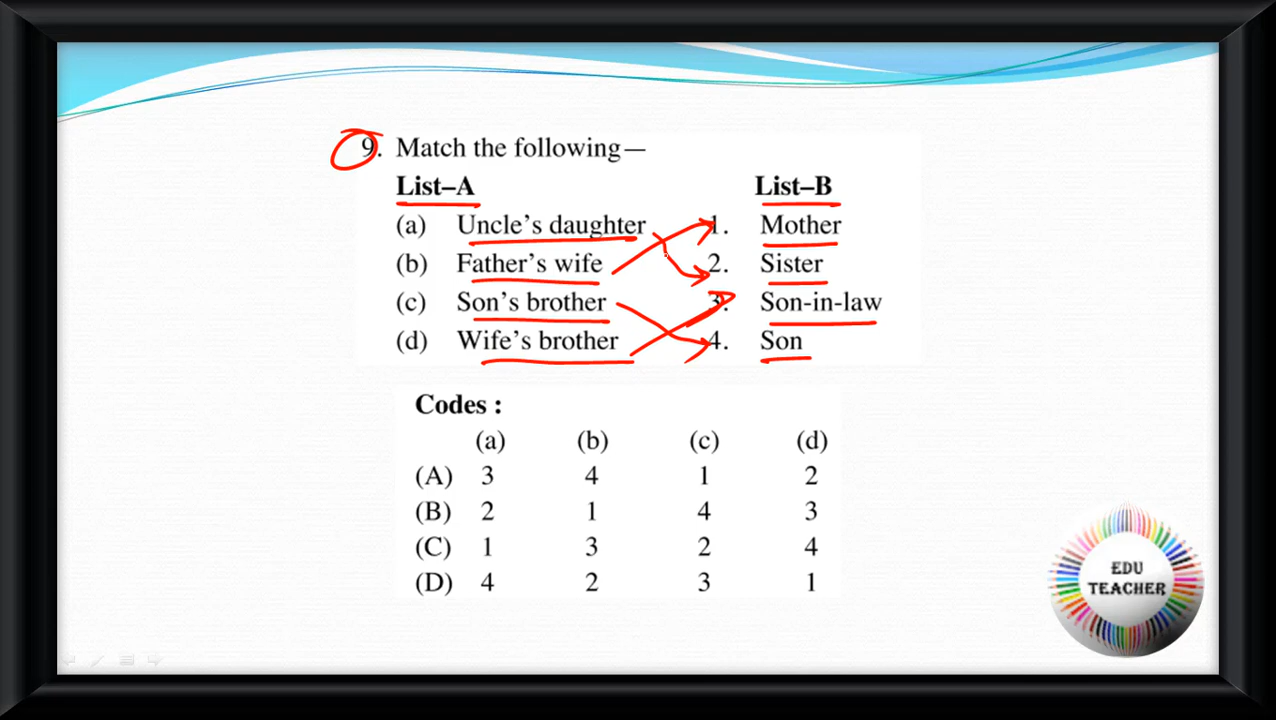 9. Match the following—
List–A List–B
(a) Uncle’s daughter 1. Mother
(b) Father’s wife 2. Sister
(c) Son’s brother 3. Son-in-law
(d) Wife’s brother 4. Son
Codes :
(a) (b) (c) (d)
(A) 3 4 1 2
(B) 2 1 4 3
(C) 1 3 2 4
(D) 4 2 3 1
EDU
TEACHER